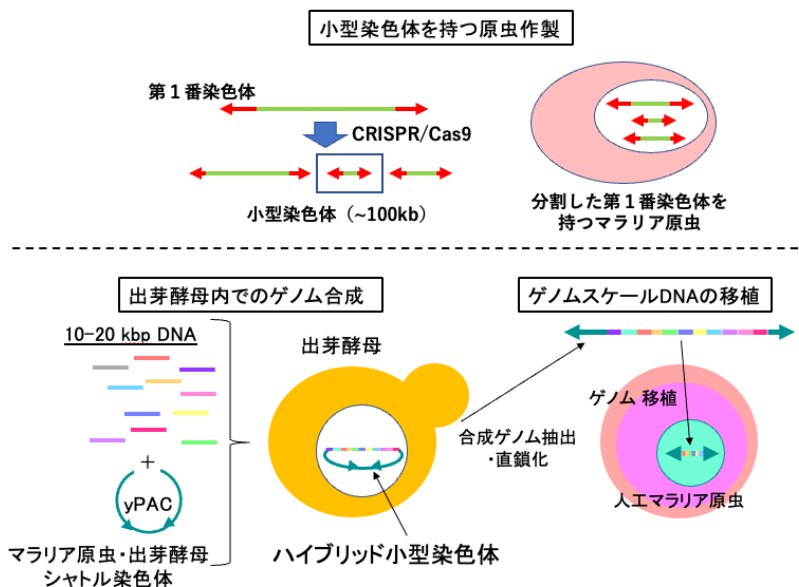 小型染色体を持つ原虫作製
第１番染色体
CRISPR/Cas9
小型染色体（~100kb）
分割した第１番染色体を
持つマラリア原虫
出芽酵母内でのゲノム合成
ゲノムスケールDNAの移植
10-20 kbp DNA
+
yPAC
マラリア原虫・出芽酵母
シャトル染色体
出芽酵母
ハイブリッド小型染色体
合成ゲノム抽出
・直鎖化
ゲノム 移植
人工マラリア原虫